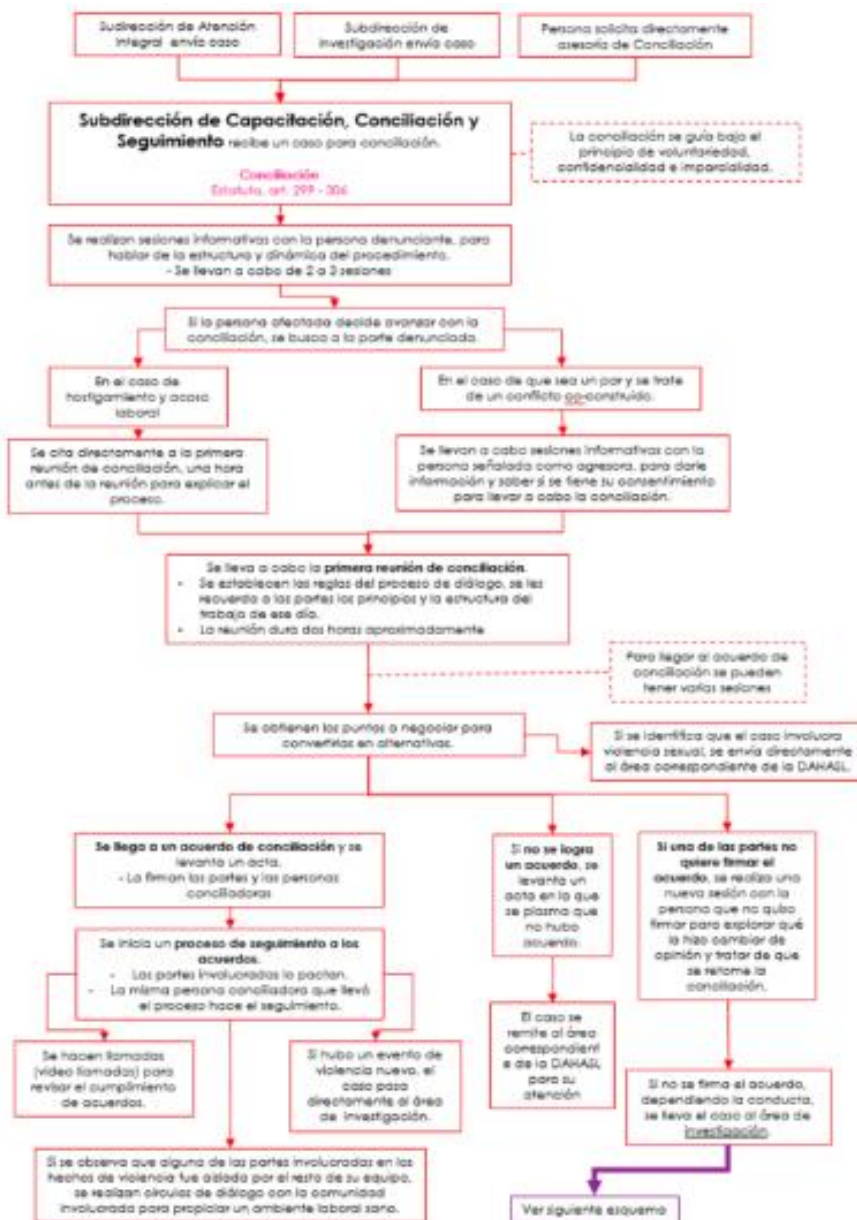 Sudirección de Atención
Integral envía caso
Subdirección de
Investigación envía caso
Persona solicita directamente
asesoría de Conciliación
Subdirección de Capacitación, Conciliación y
Seguimiento recibe un caso para conciliación.
Conciliación
Estatuto, art. 299 - 306
La conciliación se guía bajo el
principio de voluntariedad,
confidencialidad e imparcialidad.
Se realizan sesiones informativas con la persona denunciante, para
hablar de la estructura y dinámica del procedimiento.
- Se llevan a cabo de 2 a 3 sesiones
Si la persona afectada decide avanzar con la
conciliación, se busca a la parte denunciada.
En el caso de
hostigamiento y acoso
laboral
En el caso de que sea un par y se trate
de un conflicto co-construido.
Se cita directamente a la primera
reunión de conciliación, una hora
antes de la reunión para explicar el
proceso.
Se llevan a cabo sesiones informativas con la
persona señalada como agresora, para darle
información y saber si se tiene su consentimiento
para llevar a cabo la conciliación.
Se lleva a cabo la primera reunión de conciliación.
• Se establecen las reglas del proceso de diálogo, se les
recuerda a las partes los principios y la estructura del
trabajo de ese día.
• La reunión dura dos horas aproximadamente
Para llegar al acuerdo de
conciliación se pueden
tener varias sesiones
Se obtienen los puntos a negociar para
convertirlas en alternativas.
Si se identifica que el caso involucra
violencia sexual, se envía directamente
al área correspondiente de la DAHASL.
Se llega a un acuerdo de conciliación y se
levanta un acta.
- La firman las partes y las personas
conciliadoras
Si no se logra
un acuerdo, se
levanta un
acta en la que
se plasma que
no hubo
acuerdo.
Si una de las partes no
quiere firmar el
acuerdo, se realiza una
nueva sesión con la
persona que no quiso
firmar para explorar qué
la hizo cambiar de
opinión y tratar de que
se retome la
conciliación.
Se inicia un proceso de seguimiento a los
acuerdos.
- Las partes involucradas lo pactan.
- La misma persona conciliadora que llevó
el proceso hace el seguimiento.
Se hacen llamadas
(video llamadas) para
revisar el cumplimiento
de acuerdos.
Si hubo un evento de
violencia nueva, el
caso pasa
directamente al área
de investigación.
El caso se
remite al área
correspondient
e de la DAHASL
para su
atención
Si no se firma el acuerdo,
dependiendo la conducta,
se lleva el caso al área de
investigación.
Si se observa que alguna de las partes involucradas en los
hechos de violencia fue aislada por el resto de su equipo,
se realizan círculos de diálogo con la comunidad
involucrada para propiciar un ambiente laboral sano.
Ver siguiente esquema